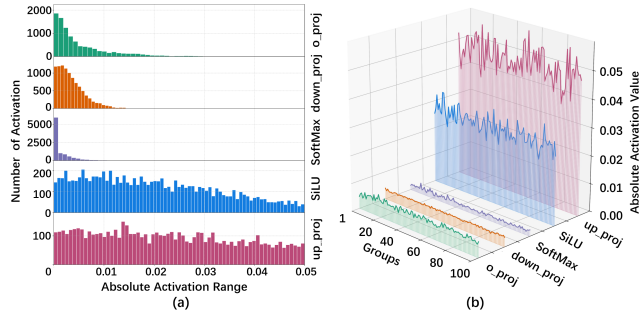 2000
1000
0
o_proj
1000
500
0
down_proj
5000
2500
0
SoftMax
200
100
0
SiLU
100
up_proj
Number of Activation
0
0.01
0.02
0.03
0.04
0.05
Absolute Activation Range
(a)
0.05
0.04
0.03
0.02
0.01
0.00
Absolute Activation Value
1
20
40
60
80
100
Groups
up_proj
SiLU
SoftMax
down_proj
o_proj
(b)